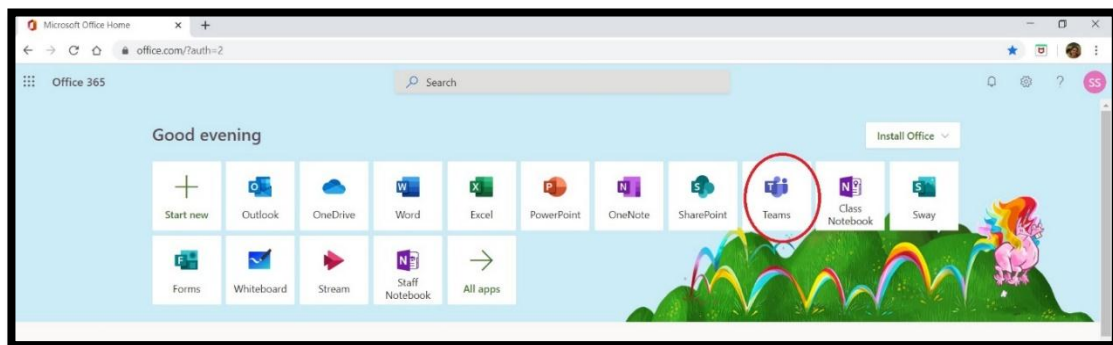 Microsoft Office Home
office.com/?auth=2
Office 365
Search
SS
Good evening
Install Office
Start new
Outlook
OneDrive
Word
Excel
PowerPoint
OneNote
SharePoint
Teams
Class
Notebook
Sway
Forms
Whiteboard
Stream
Staff
Notebook
All apps